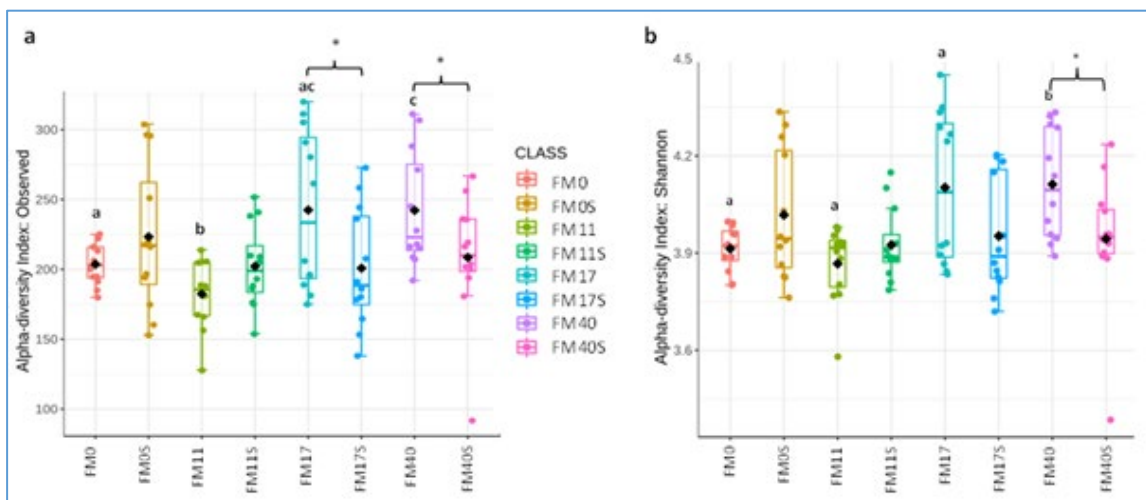 a
Alpha-diversity Index: Observed
300
250
200
150
100
a
b
ac
*
c
*
FM0
FM0S
FM11
FM11S
FM17
FM17S
FM40
FM40S
CLASS
FM0
FM0S
FM11
FM11S
FM17
FM17S
FM40
FM40S
b
Alpha-diversity Index: Shannon
4.5
4.2
3.9
3.6
a
a
a
b
*
FM0
FM0S
FM11
FM11S
FM17
FM17S
FM40
FM40S